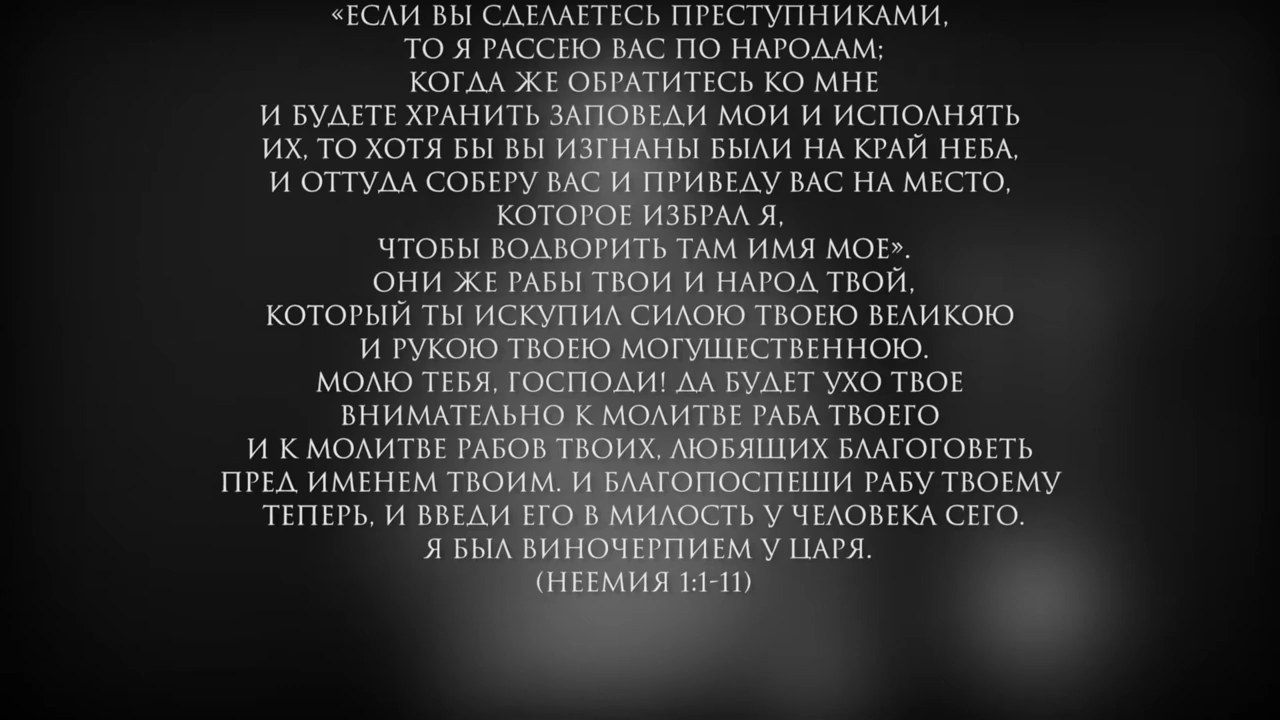 «ЕСЛИ ВЫ СДЕЛАЕТЕСЬ ПРЕСТУПНИКАМИ,
ТО Я РАССЕЮ ВАС ПО НАРОДАМ;
КОГДА ЖЕ ОБРАТИТЕСЬ КО МНЕ
И БУДЕТЕ ХРАНИТЬ ЗАПОВЕДИ МОИ И ИСПОЛНЯТЬ
ИХ, ТО ХОТЯ БЫ ВЫ ИЗГНАНЫ БЫЛИ НА КРАЙ НЕБА,
И ОТТУДА СОБЕРУ ВАС И ПРИВЕДУ ВАС НА МЕСТО,
КОТОРОЕ ИЗБРАЛ Я,
ЧТОБЫ ВОДВОРИТЬ ТАМ ИМЯ МОЕ».
ОНИ ЖЕ РАБЫ ТВОИ И НАРОД ТВОЙ,
КОТОРЫЙ ТЫ ИСКУПИЛ СИЛОЮ ТВОЕЮ ВЕЛИКОЮ
И РУКОЮ ТВОЕЮ МОГУЩЕСТВЕННОЮ.
МОЛЮ ТЕБЯ, ГОСПОДИ! ДА БУДЕТ УХО ТВОЕ
ВНИМАТЕЛЬНО К МОЛИТВЕ РАБА ТВОЕГО
И К МОЛИТВЕ РАБОВ ТВОИХ, ЛЮБЯЩИХ БЛАГОГОВЕТЬ
ПРЕД ИМЕНЕМ ТВОИМ. И БЛАГОПОСПЕШИ РАБУ ТВОЕМУ
ТЕПЕРЬ, И ВВЕДИ ЕГО В МИЛОСТЬ У ЧЕЛОВЕКА СЕГО.
Я БЫЛ ВИНОЧЕРПИЕМ У ЦАРЯ.
(НЕЕМИЯ 1:1-11)